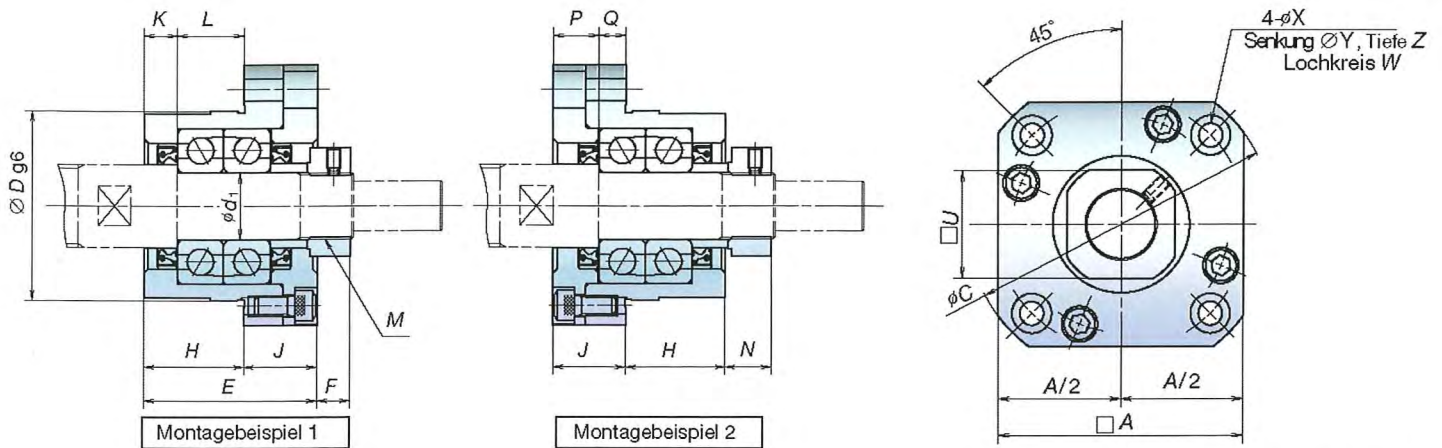 K L
P Q
45°
4-øX
Senkung ØY, Tiefe Z
Lochkreis W
Ø D g6
ød₁
□U
øC
M
H J
J H N
E F
A/2 A/2
□ A
Montagebeispiel 1
Montagebeispiel 2